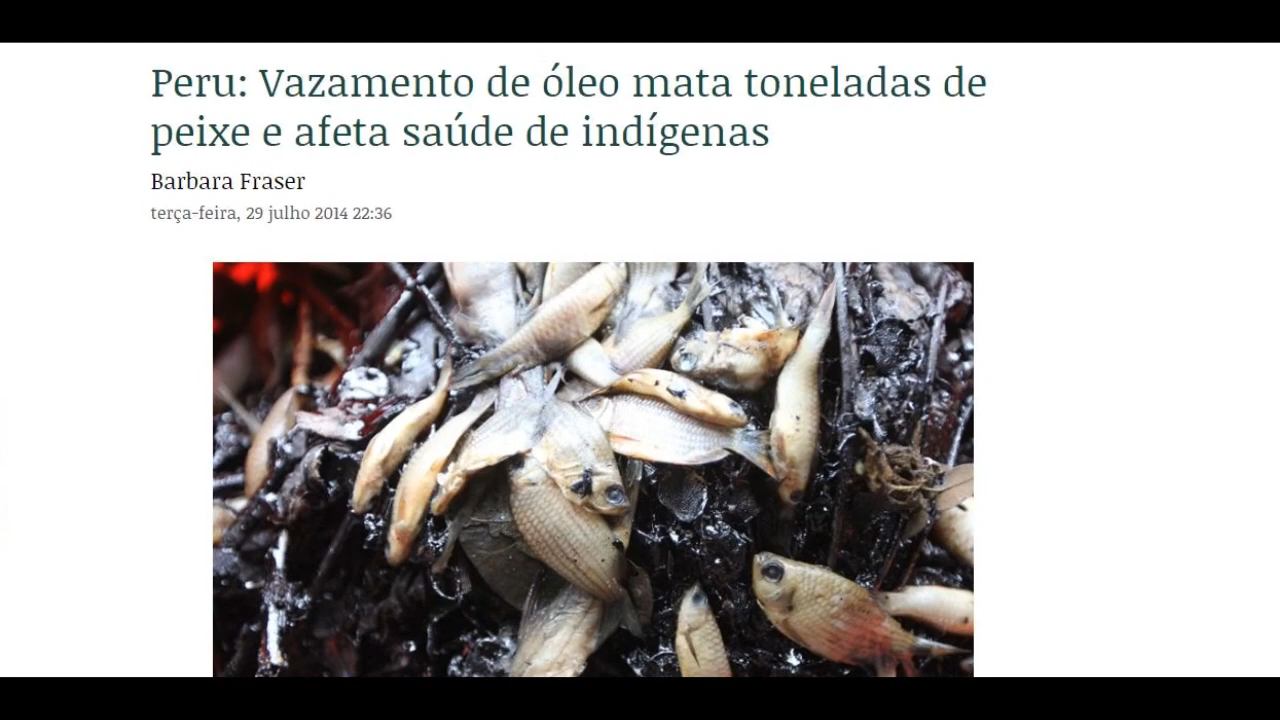 Peru: Vazamento de óleo mata toneladas de
peixe e afeta saúde de indígenas
Barbara Fraser
terça-feira, 29 julho 2014 22:36